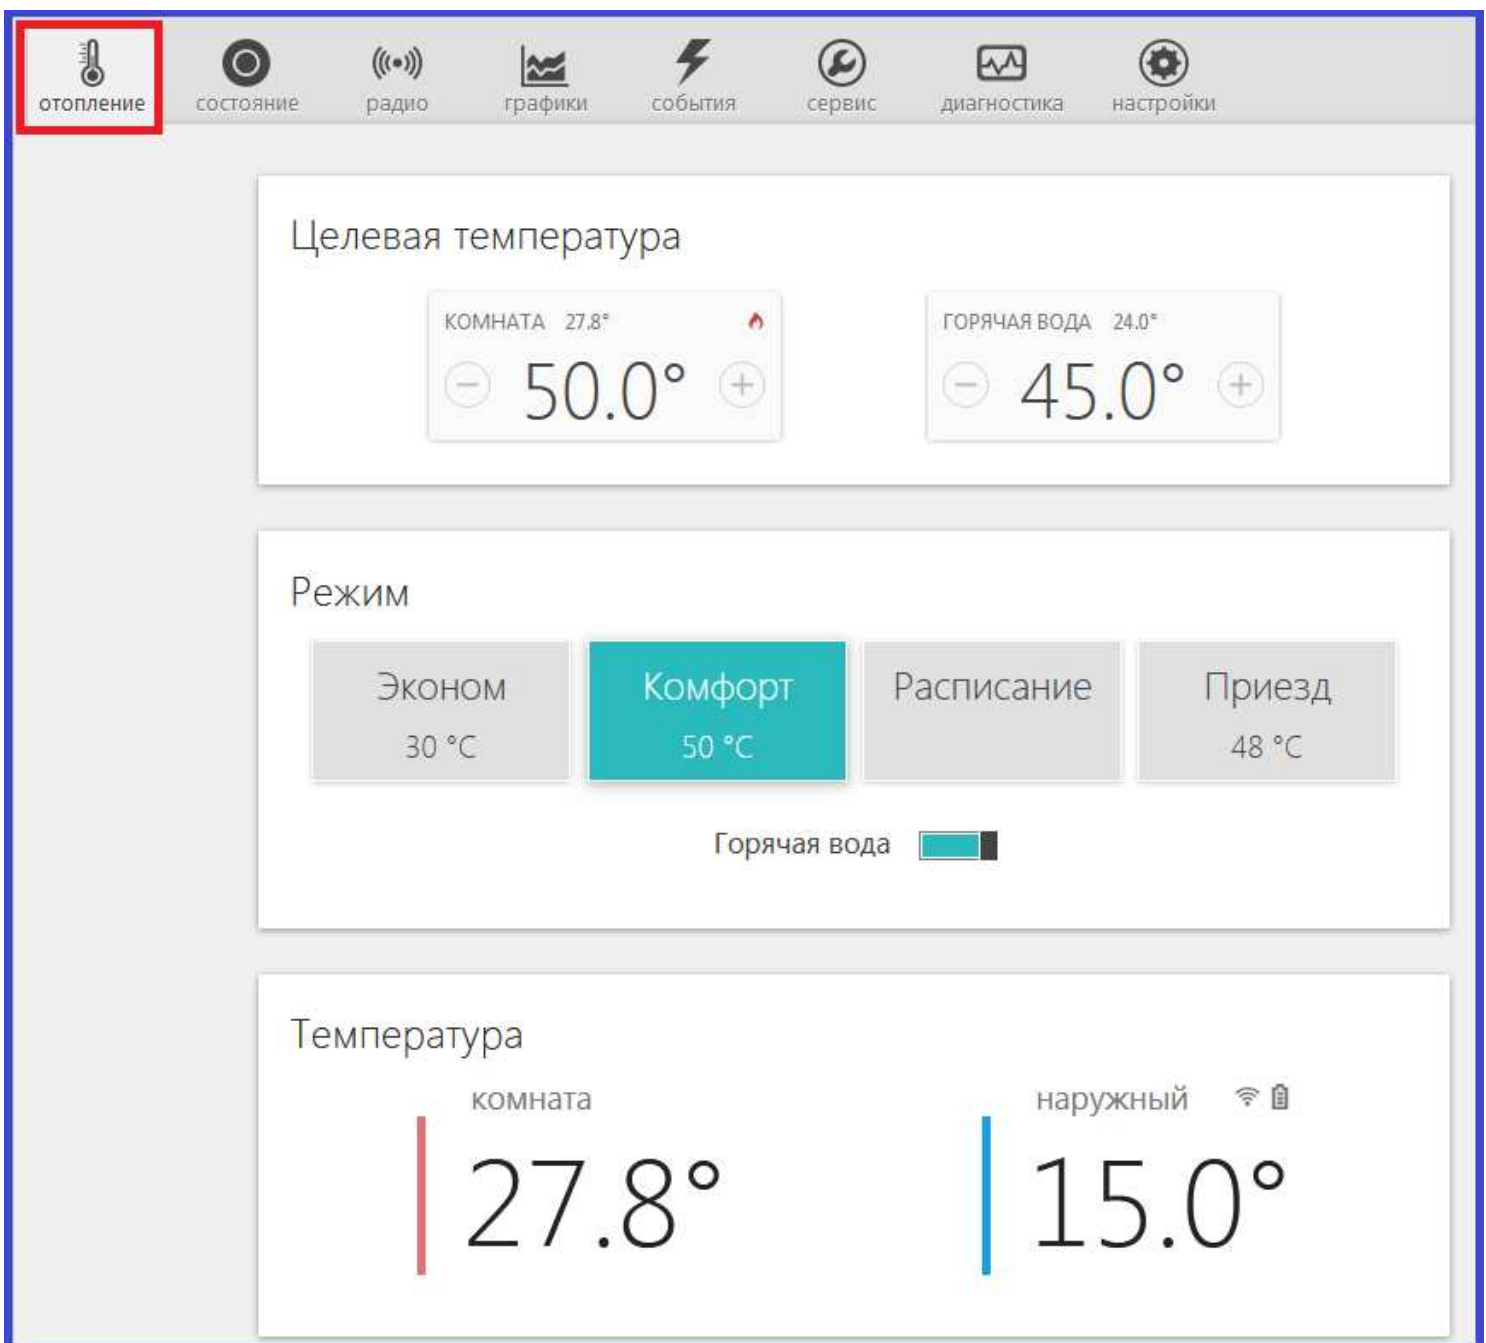 отопление состояние радио графики события сервис диагностика настройки
Целевая температура
КОМНАТА 27.8° ГОРЯЧАЯ ВОДА 24.0°
50.0° 45.0°
Режим
Эконом Комфорт Расписание Приезд
30 °C 50 °C 48 °C
Горячая вода
Температура
комната наружный
27.8° 15.0°